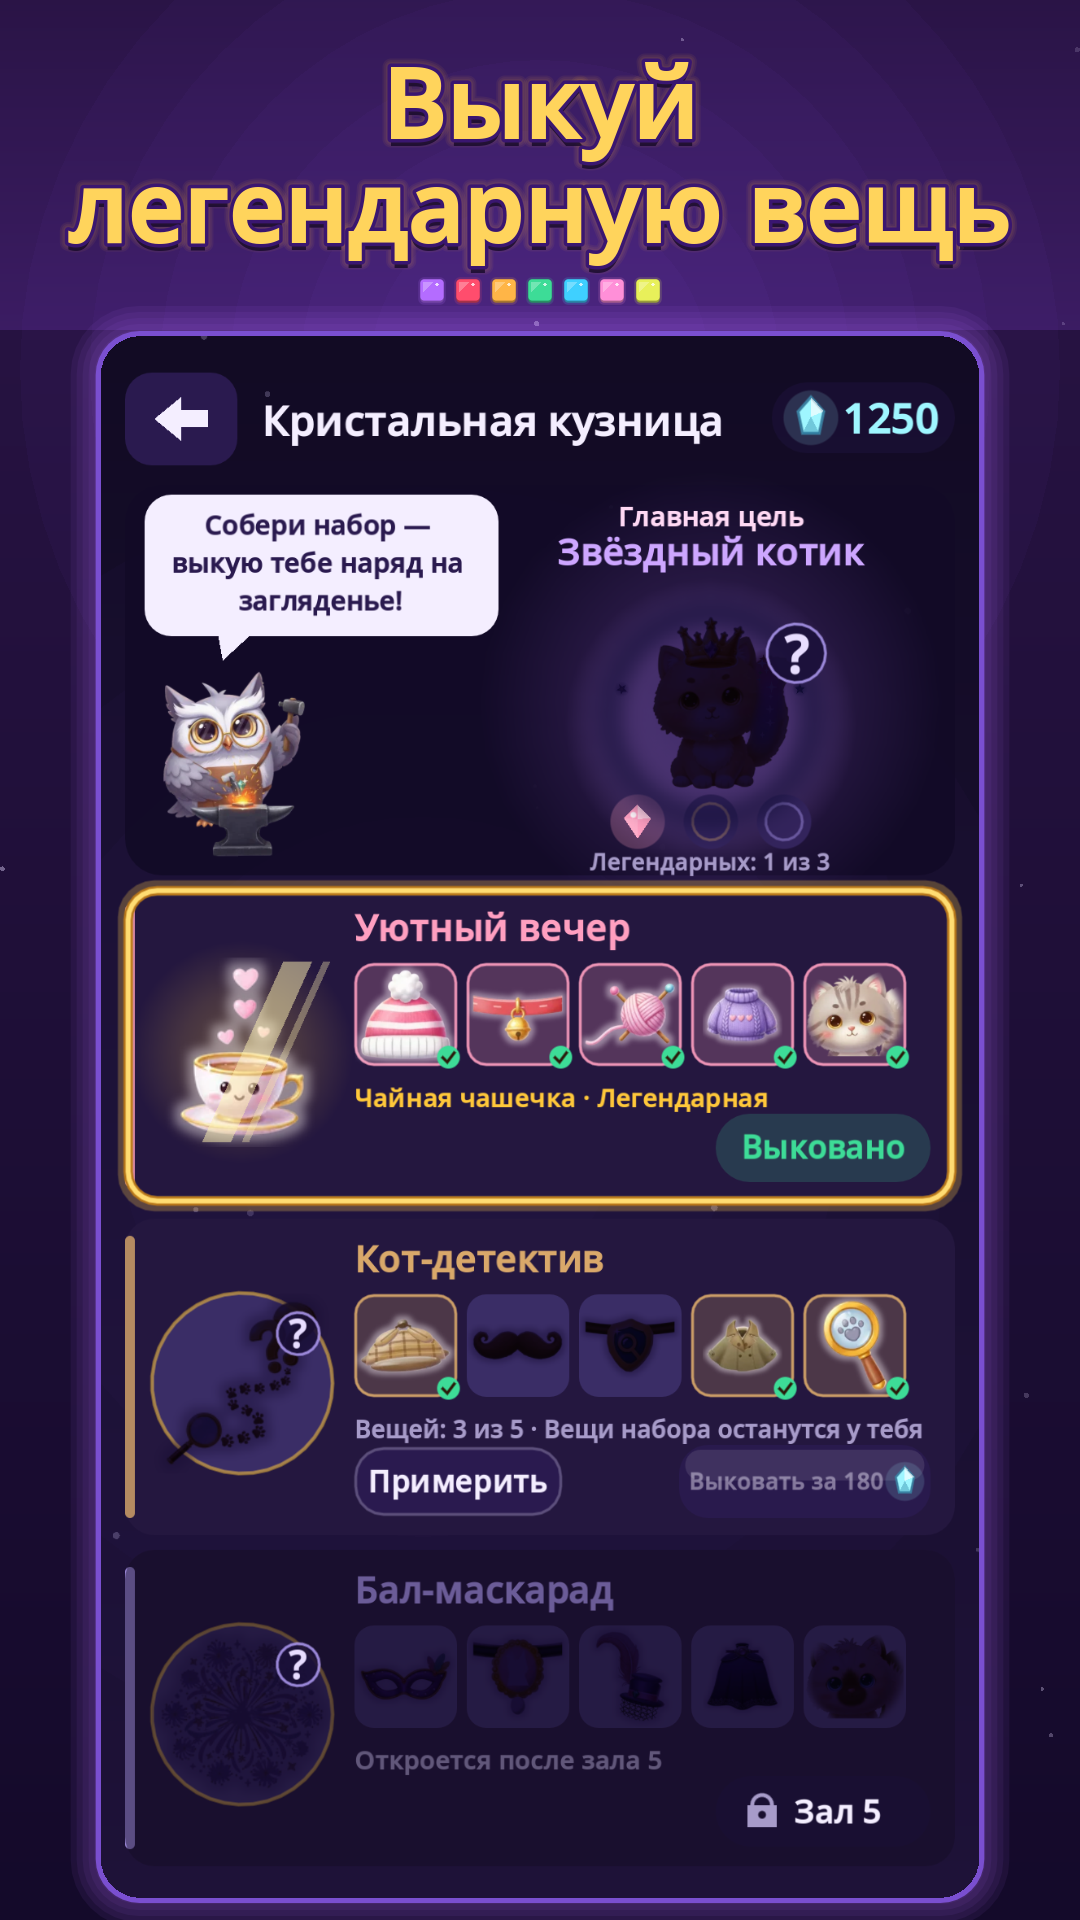 Выкуй
легендарную вещь
Кристальная кузница
1250
Собери набор —
выкую тебе наряд на
загляденье!
Главная цель
Звёздный котик
?
Легендарных: 1 из 3
Уютный вечер
Чайная чашечка · Легендарная
Выковано
Кот-детектив
?
Вещей: 3 из 5 · Вещи набора останутся у тебя
Примерить
Выковать за 180
Бал-маскарад
?
Откроется после зала 5
Зал 5